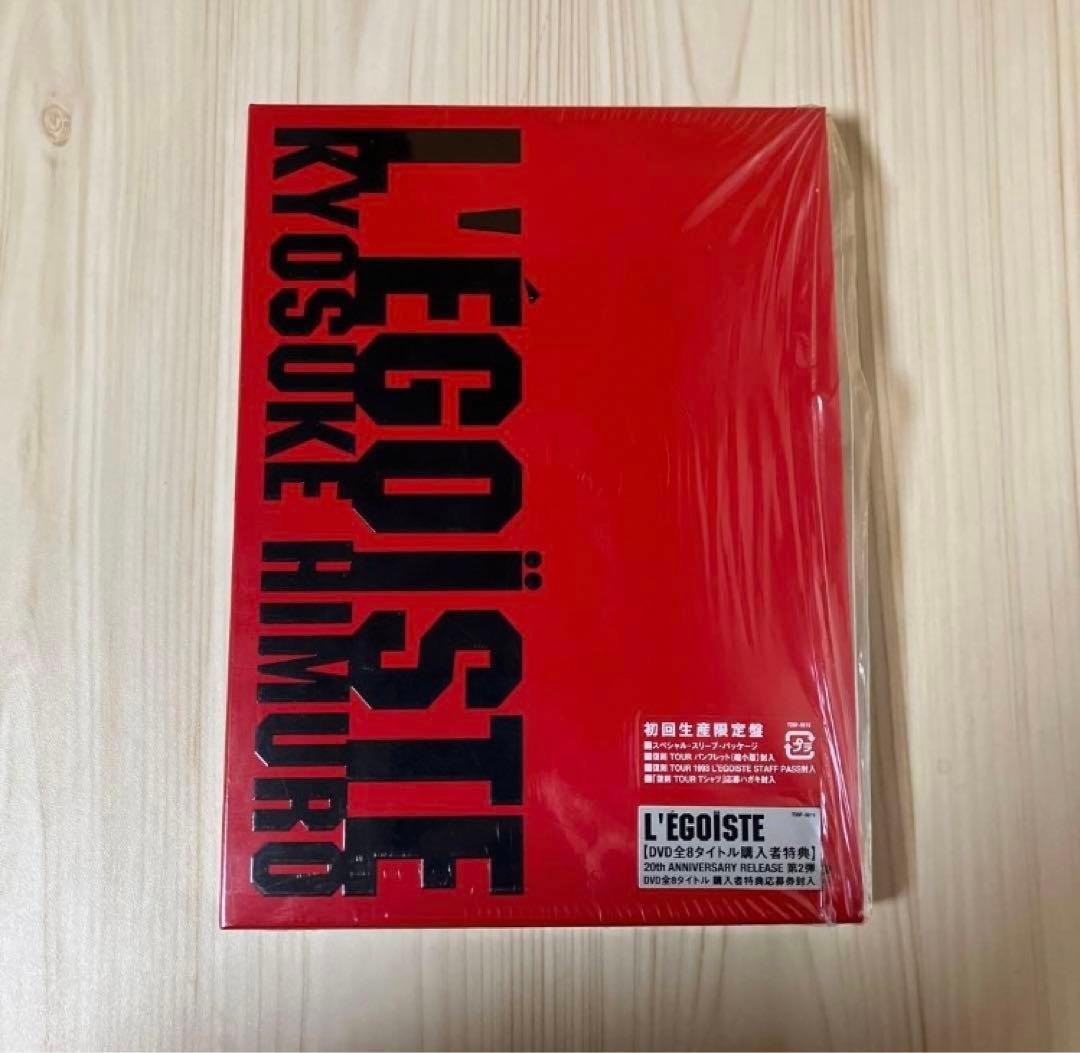 L'ÉGOÏSTE
KYOSUKE HIMURO
初回生産限定盤
■スペシャル・スリーブ・パッケージ
■復刻 TOUR パンフレット[縮小版]封入
■復刻 TOUR 1993 L'EGOISTE STAFF PASS封入
■「復刻 TOUR Tシャツ」応募ハガキ封入
プラ
L'ÉGOÏSTE
【DVD全8タイトル購入者特典】
20th ANNIVERSARY RELEASE 第2弾
DVD全8タイトル 購入者特典応募券封入